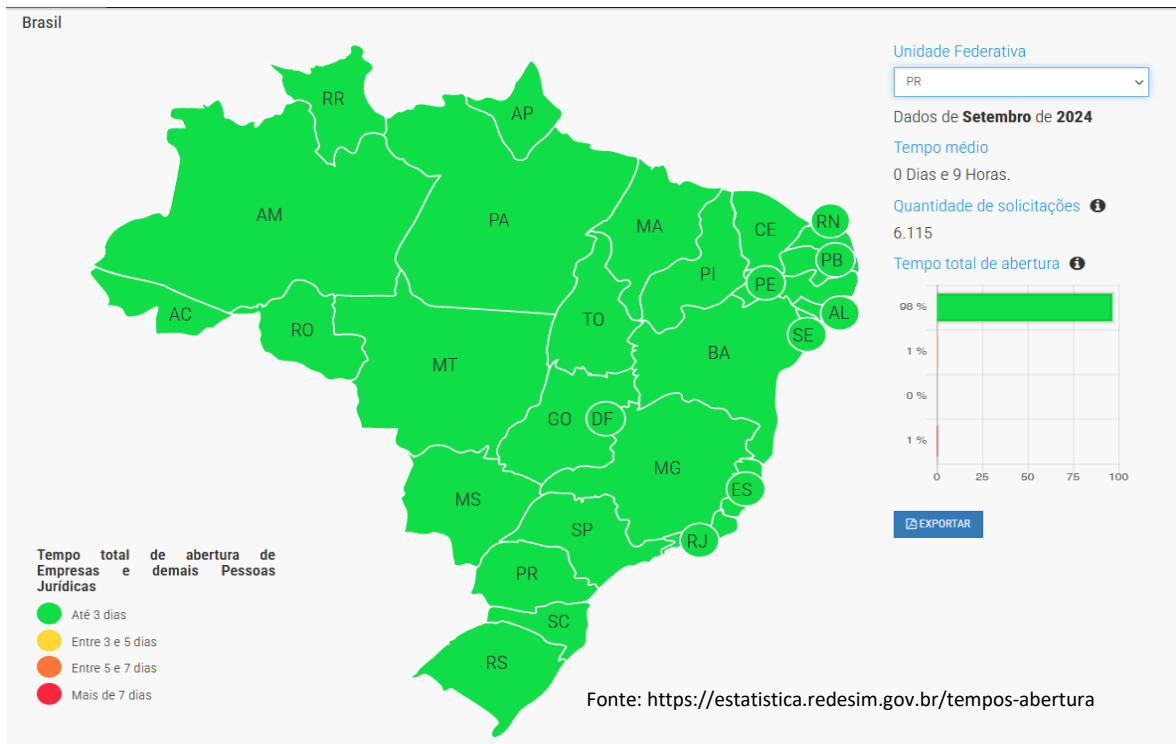 Brasil
Unidade Federativa
PR
Dados de Setembro de 2024
Tempo médio
0 Dias e 9 Horas.
Quantidade de solicitações
6.115
Tempo total de abertura
98 %
1 %
0 %
1 %
0 25 50 75 100
EXPORTAR
RR
AP
AM
PA
MA
CE
RN
PB
PI
PE
AL
SE
AC
RO
TO
BA
MT
GO
DF
MG
ES
MS
SP
RJ
PR
SC
RS
Tempo total de abertura de
Empresas e demais Pessoas
Jurídicas
Até 3 dias
Entre 3 e 5 dias
Entre 5 e 7 dias
Mais de 7 dias
Fonte: https://estatistica.redesim.gov.br/tempos-abertura